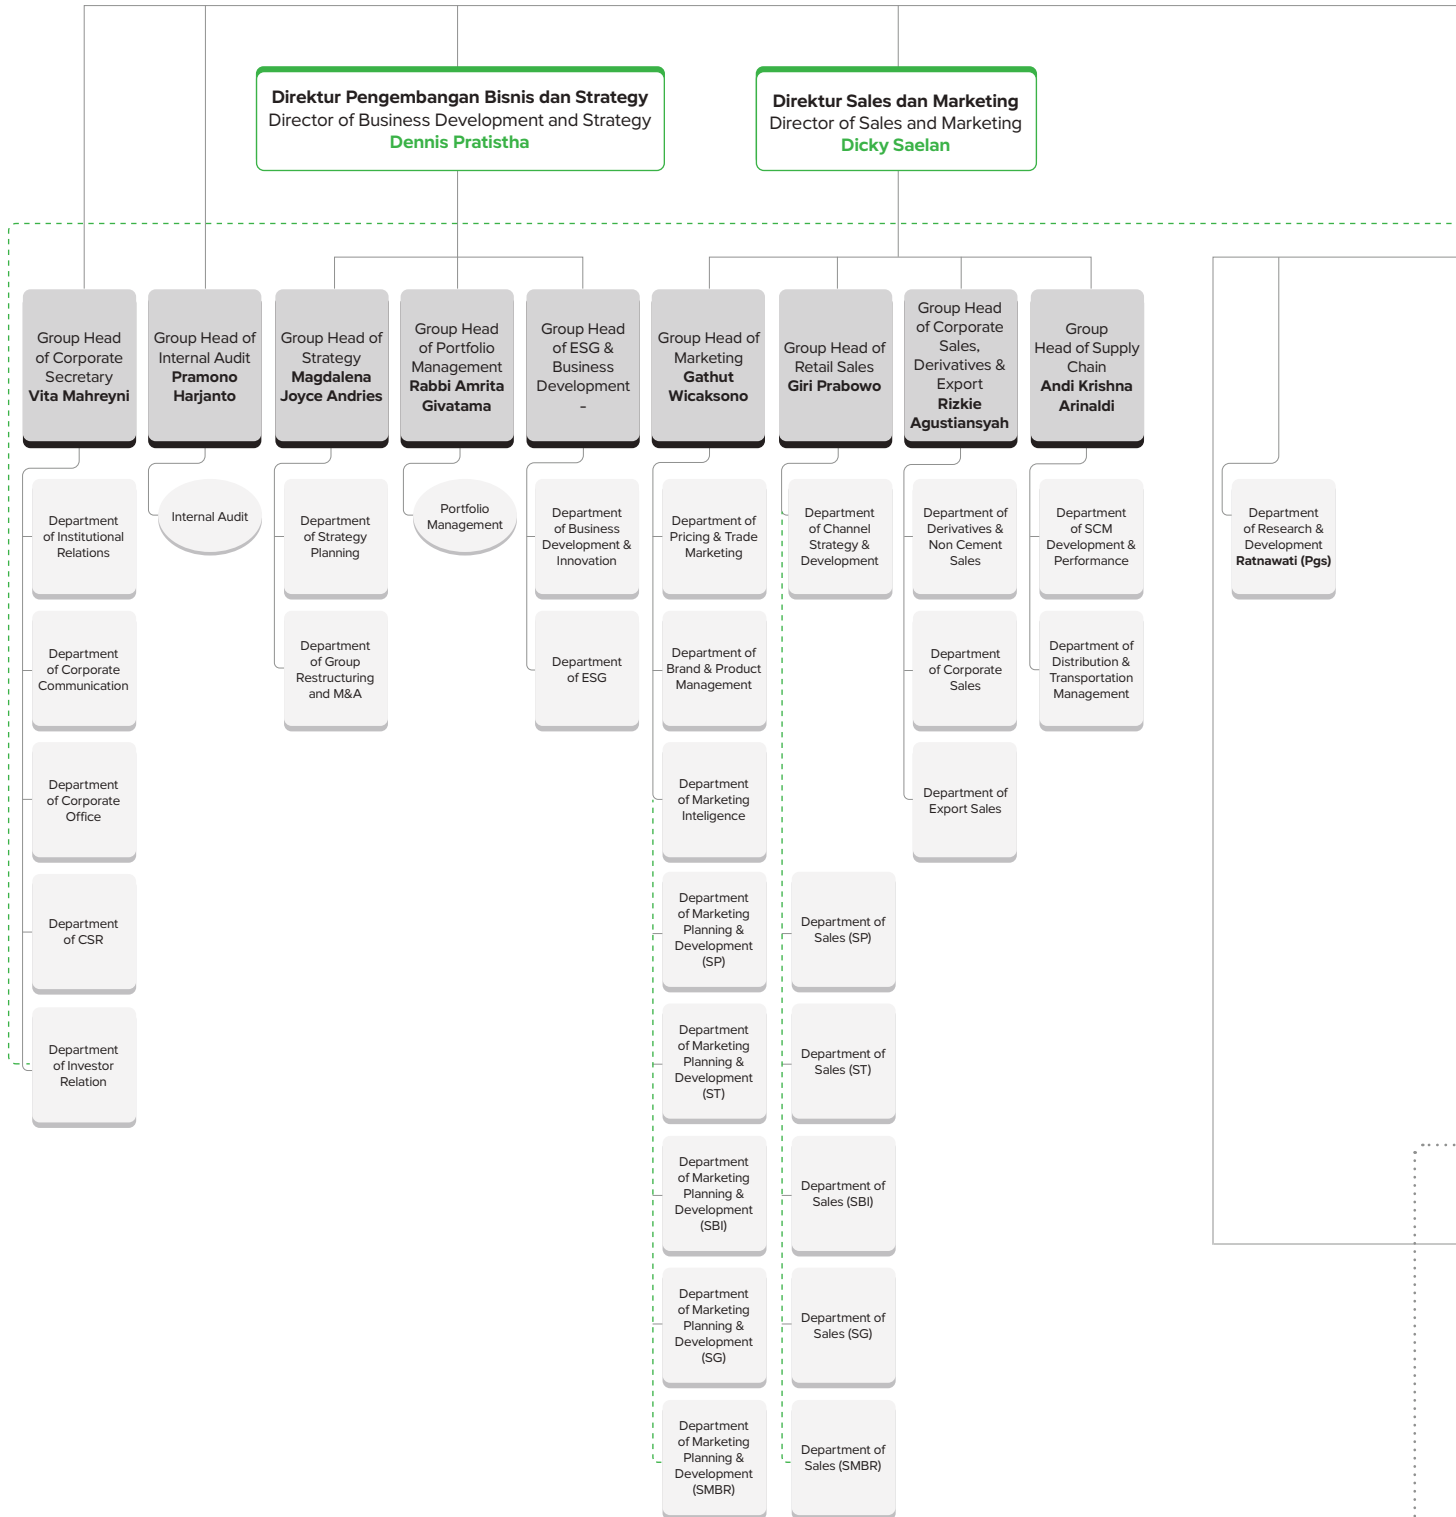 Direktur Pengembangan Bisnis dan Strategy
Director of Business Development and Strategy
Dennis Pratistha
Direktur Sales dan Marketing
Director of Sales and Marketing
Dicky Saelan
Group Head
of Corporate
Secretary
Vita Mahreyni
Group Head of
Internal Audit
Pramono
Harjanto
Group Head of
Strategy
Magdalena
Joyce Andries
Group Head
of Portfolio
Management
Rabbi Amrita
Givatama
Group Head
of ESG &
Business
Development
-
Group Head of
Marketing
Gathut
Wicaksono
Group Head of
Retail Sales
Giri Prabowo
Group Head
of Corporate
Sales,
Derivatives &
Export
Rizkie
Agustiansyah
Group
Head of Supply
Chain
Andi Krishna
Arinaldi
Department
of Institutional
Relations
Department
of Corporate
Communication
Department
of Corporate
Office
Department
of CSR
Department
of Investor
Relation
Internal Audit
Department
of Strategy
Planning
Department
of Group
Restructuring
and M&A
Portfolio
Management
Department
of Business
Development &
Innovation
Department
of ESG
Department of
Pricing & Trade
Marketing
Department of
Brand & Product
Management
Department
of Marketing
Inteligence
Department
of Marketing
Planning &
Development
(SP)
Department
of Marketing
Planning &
Development
(ST)
Department
of Marketing
Planning &
Development
(SBI)
Department
of Marketing
Planning &
Development
(SG)
Department
of Marketing
Planning &
Development
(SMBR)
Department
of Channel
Strategy &
Development
Department of
Sales (SP)
Department of
Sales (ST)
Department of
Sales (SBI)
Department of
Sales (SG)
Department of
Sales (SMBR)
Department of
Derivatives &
Non Cement
Sales
Department
of Corporate
Sales
Department of
Export Sales
Department
of SCM
Development &
Performance
Department of
Distribution &
Transportation
Management
Department
of Research &
Development
Ratnawati (Pgs)